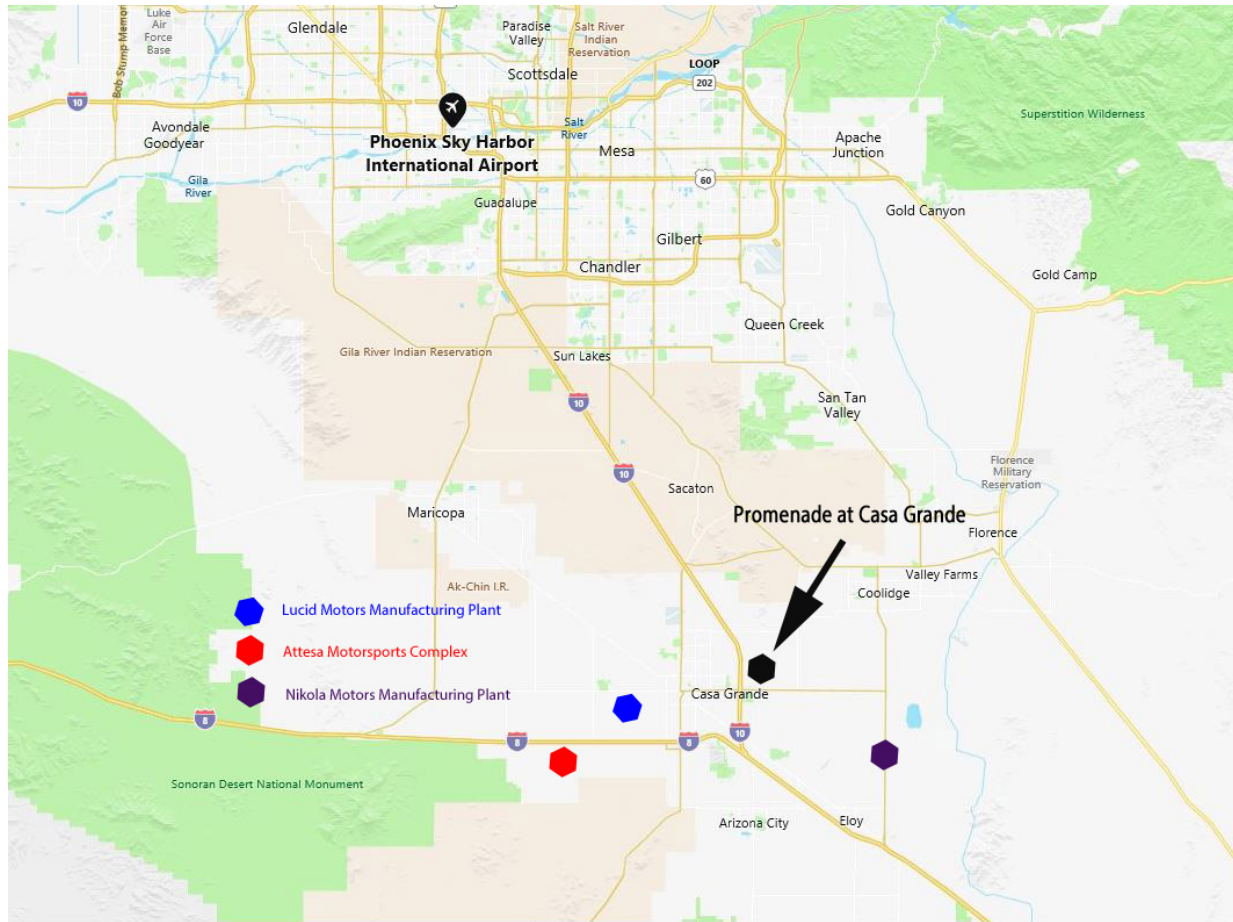 Luke
Air
Force
Base
Glendale
Paradise
Valley
Salt River
Indian
Reservation
Scottsdale
LOOP
202
Bob Stump Memor
10
Superstition Wilderness
Avondale
Goodyear
Phoenix Sky Harbor
International Airport
Salt
River
Mesa
Apache
Junction
Gila
River
60
Guadalupe
Gold Canyon
Gilbert
Chandler
Gold Camp
Queen Creek
Gila River Indian Reservation
Sun Lakes
10
San Tan
Valley
10
Florence
Military
Reservation
Sacaton
Maricopa
Promenade at Casa Grande
Florence
Valley Farms
Coolidge
Ak-Chin I.R.
Lucid Motors Manufacturing Plant
Attesa Motorsports Complex
Nikola Motors Manufacturing Plant
Casa Grande
8
8
8
10
Sonoran Desert National Monument
Arizona City
Eloy